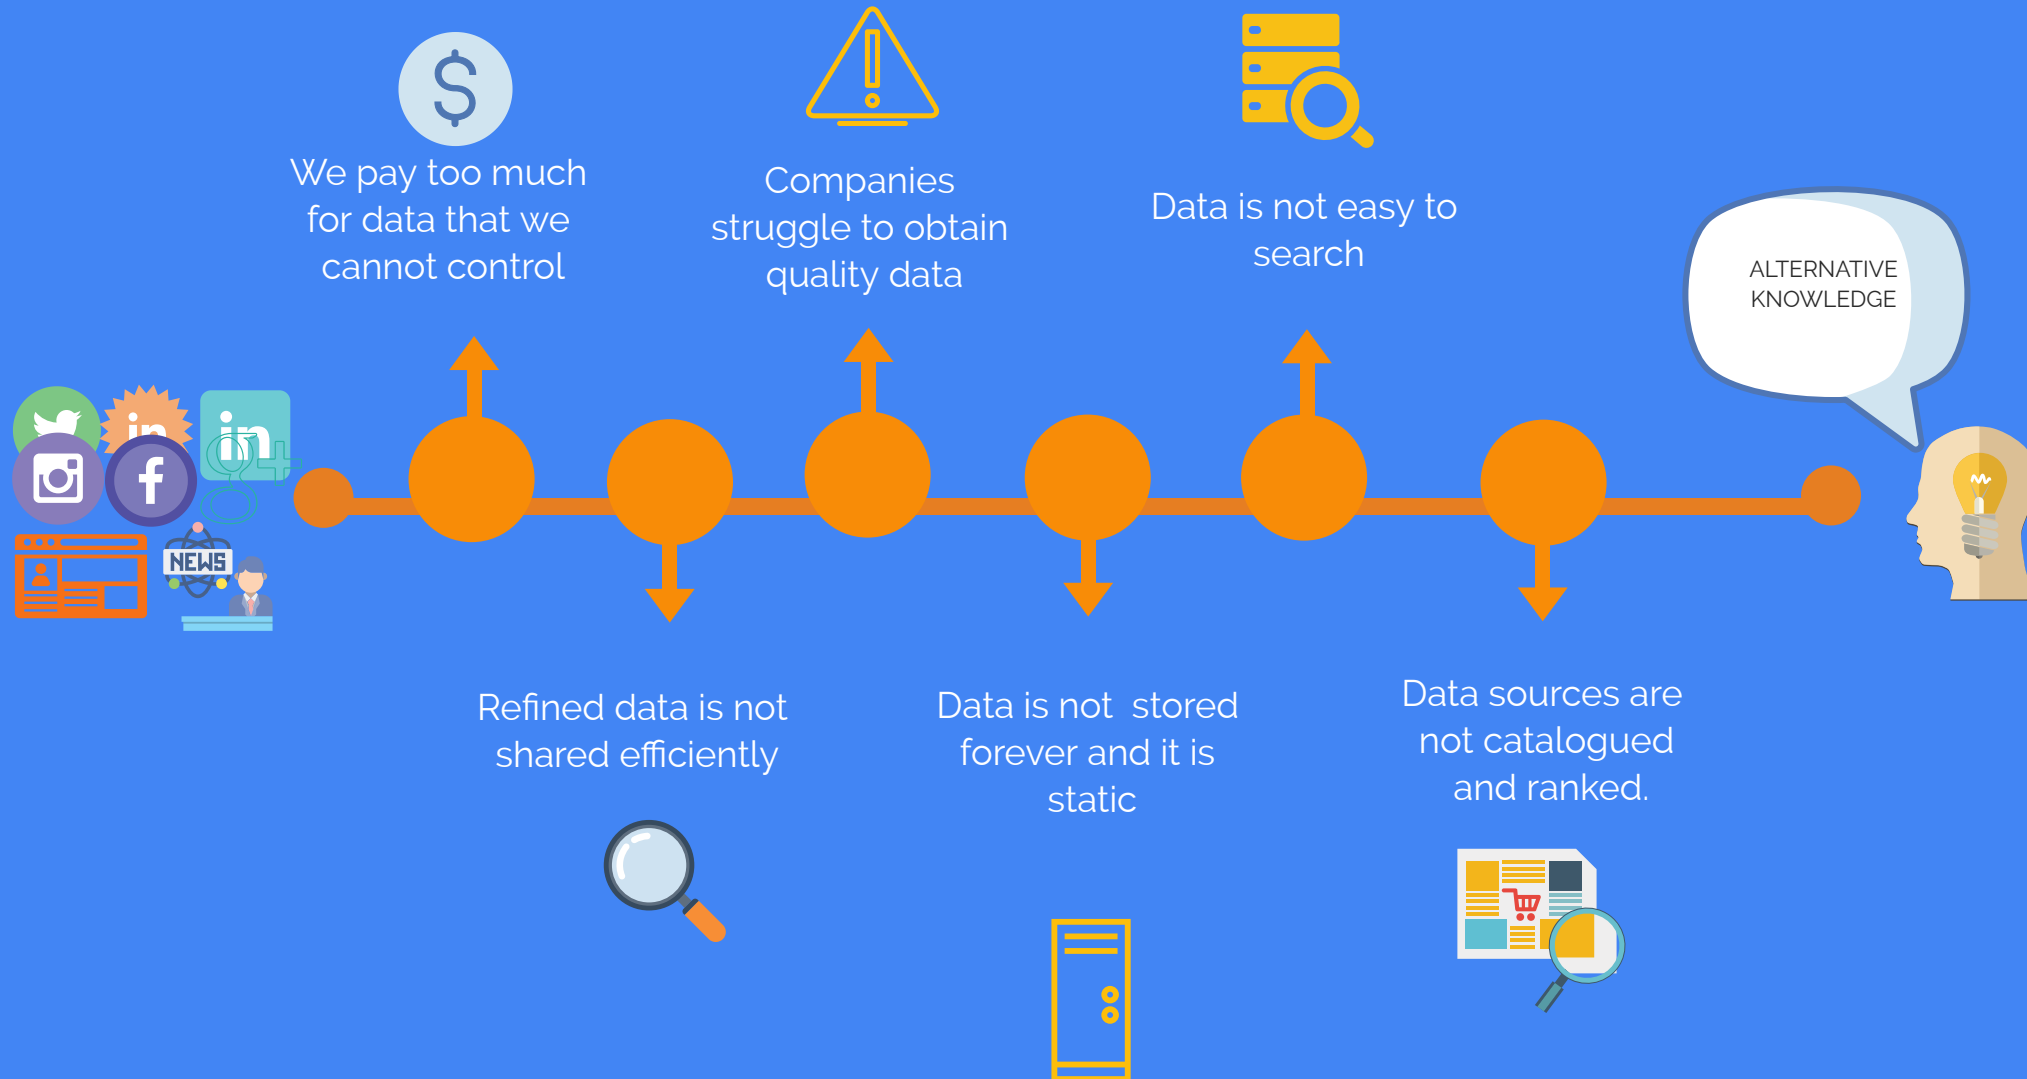 We pay too much
for data that we
cannot control
Companies
struggle to obtain
quality data
Data is not easy to
search
ALTERNATIVE
KNOWLEDGE
in
in
g+
f
NEWS
Refined data is not
shared efficiently
Data is not  stored
forever and it is
static
Data sources are
not catalogued
and ranked.